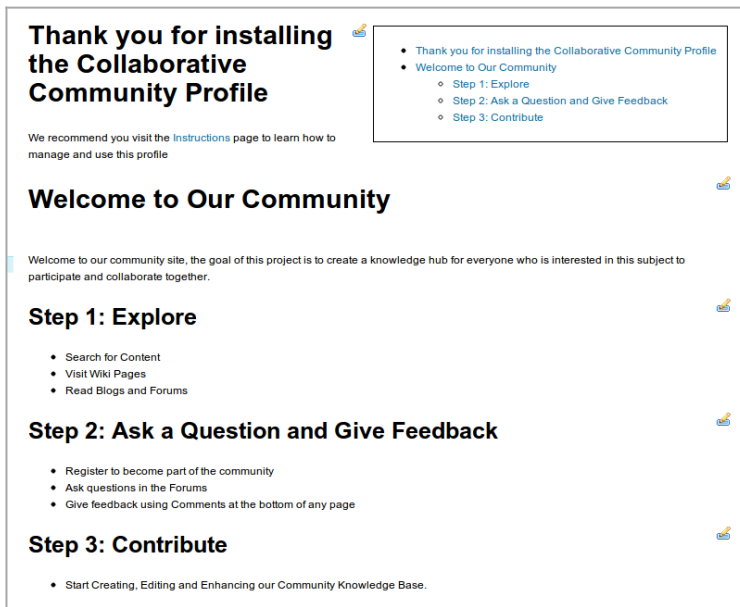 Thank you for installing
the Collaborative
Community Profile
We recommend you visit the Instructions page to learn how to
manage and use this profile
Thank you for installing the Collaborative Community Profile
Welcome to Our Community
Step 1: Explore
Step 2: Ask a Question and Give Feedback
Step 3: Contribute
Welcome to Our Community
Welcome to our community site, the goal of this project is to create a knowledge hub for everyone who is interested in this subject to
participate and collaborate together.
Step 1: Explore
Search for Content
Visit Wiki Pages
Read Blogs and Forums
Step 2: Ask a Question and Give Feedback
Register to become part of the community
Ask questions in the Forums
Give feedback using Comments at the bottom of any page
Step 3: Contribute
Start Creating, Editing and Enhancing our Community Knowledge Base.